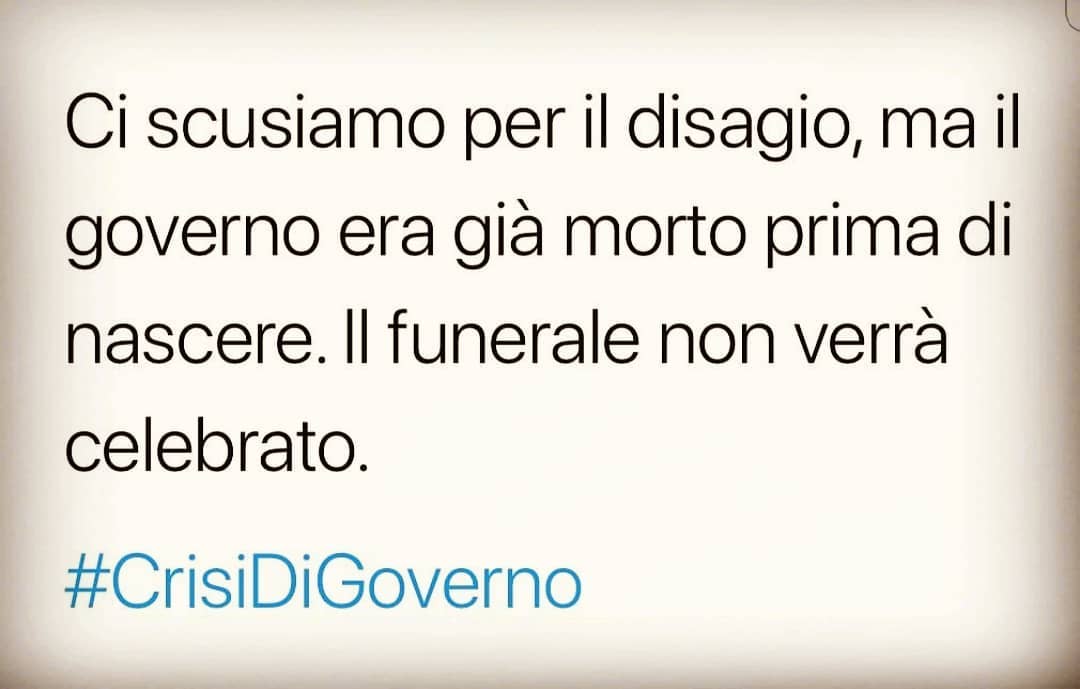 Ci scusiamo per il disagio, ma il
governo era già morto prima di
nascere. Il funerale non verrà
celebrato.
#CrisiDiGoverno